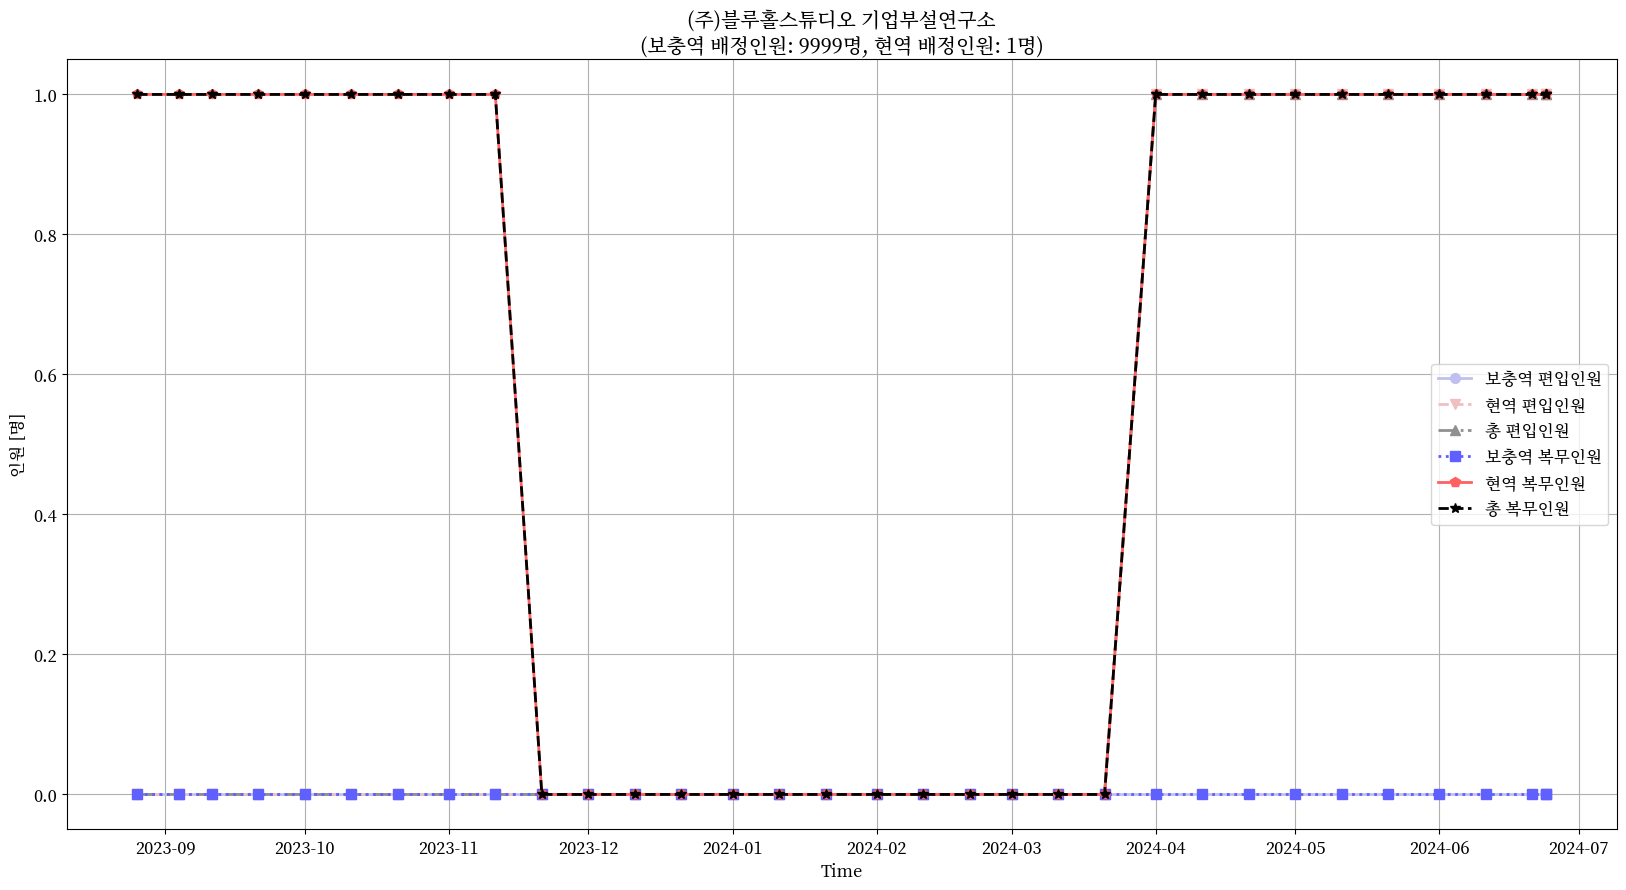 (주)블루홀스튜디오 기업부설연구소
(보충역 배정인원: 9999명, 현역 배정인원: 1명)
1.0
0.8
0.6
0.4
0.2
0.0
인원 [명]
보충역 편입인원
현역 편입인원
총 편입인원
보충역 복무인원
현역 복무인원
총 복무인원
2023-09 2023-10 2023-11 2023-12 2024-01 2024-02 2024-03 2024-04 2024-05 2024-06 2024-07
Time